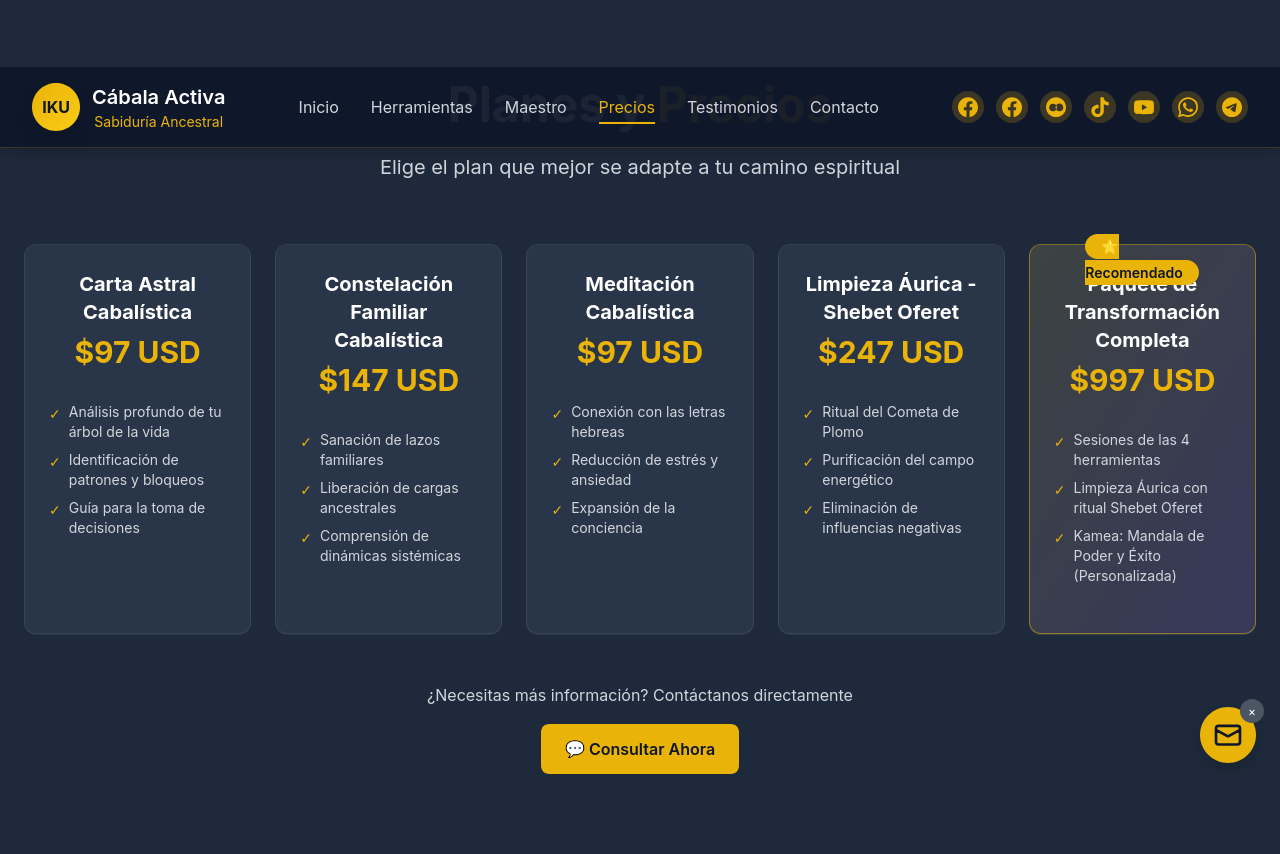 IKU
Cábala Activa
Sabiduría Ancestral
Inicio
Herramientas
Maestro
Precios
Testimonios
Contacto
Planes y Precios
Elige el plan que mejor se adapte a tu camino espiritual
Carta Astral
Cabalística
$97 USD
✓ Análisis profundo de tu
árbol de la vida
✓ Identificación de
patrones y bloqueos
✓ Guía para la toma de
decisiones
Constelación
Familiar
Cabalística
$147 USD
✓ Sanación de lazos
familiares
✓ Liberación de cargas
ancestrales
✓ Comprensión de
dinámicas sistémicas
Meditación
Cabalística
$97 USD
✓ Conexión con las letras
hebreas
✓ Reducción de estrés y
ansiedad
✓ Expansión de la
conciencia
Limpieza Áurica -
Shebet Oferet
$247 USD
✓ Ritual del Cometa de
Plomo
✓ Purificación del campo
energético
✓ Eliminación de
influencias negativas
⭐
Recomendado
Paquete de
Transformación
Completa
$997 USD
✓ Sesiones de las 4
herramientas
✓ Limpieza Áurica con
ritual Shebet Oferet
✓ Kamea: Mandala de
Poder y Éxito
(Personalizada)
¿Necesitas más información? Contáctanos directamente
💬 Consultar Ahora
×